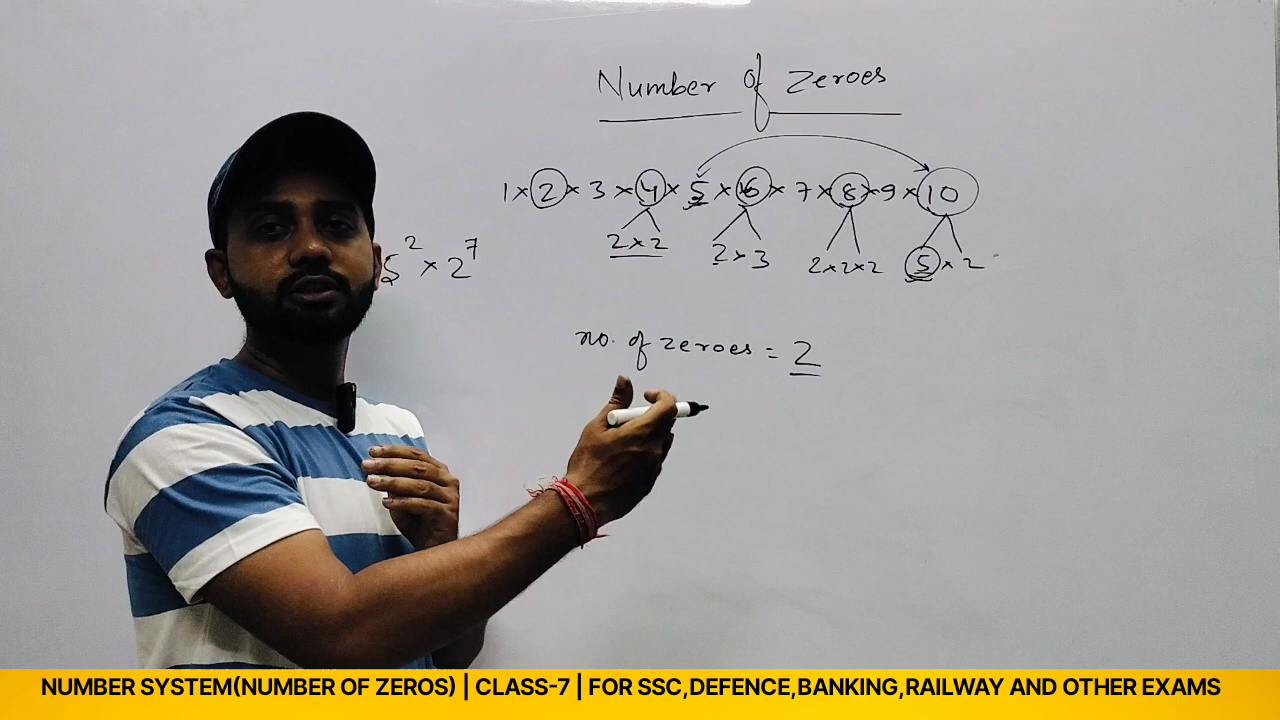 Number of Zeroes
1 × 2 × 3 × 4 × 5 × 6 × 7 × 8 × 9 × 10
2 × 2 2 × 3 2 × 2 × 2 5 × 2
5² × 2⁷
no. of zeroes = 2
NUMBER SYSTEM(NUMBER OF ZEROS) | CLASS-7 | FOR SSC,DEFENCE,BANKING,RAILWAY AND OTHER EXAMS